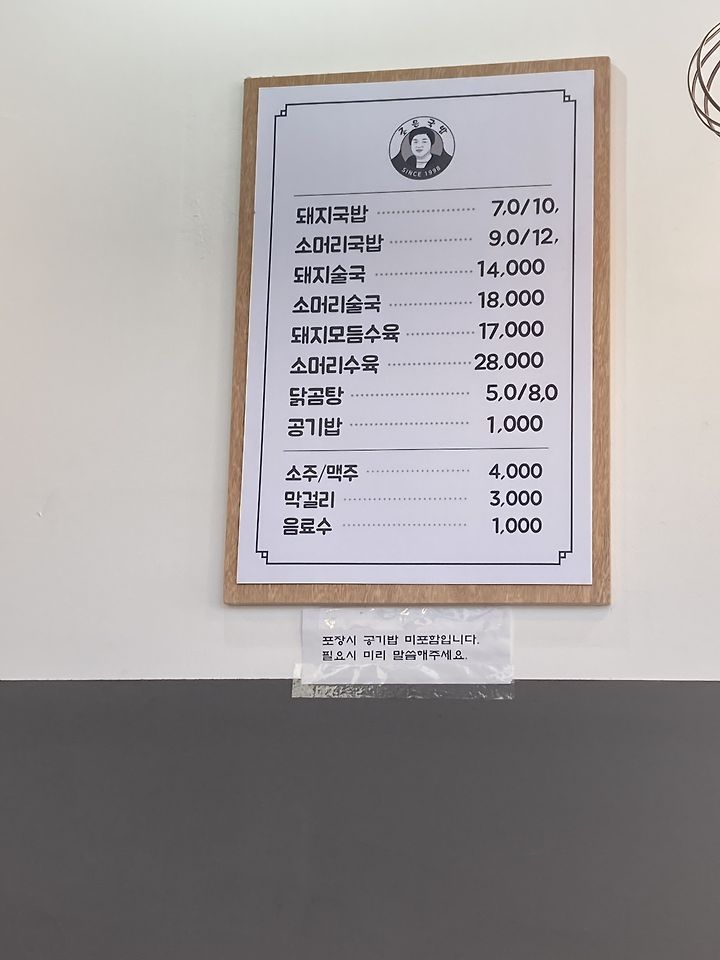 조은국밥
SINCE 1998
돼지국밥 7,0/10,
소머리국밥 9,0/12,
돼지술국 14,000
소머리술국 18,000
돼지모듬수육 17,000
소머리수육 28,000
닭곰탕 5,0/8,0
공기밥 1,000
소주/맥주 4,000
막걸리 3,000
음료수 1,000
포장시 공기밥 미포함입니다.
필요시 미리 말씀해주세요.